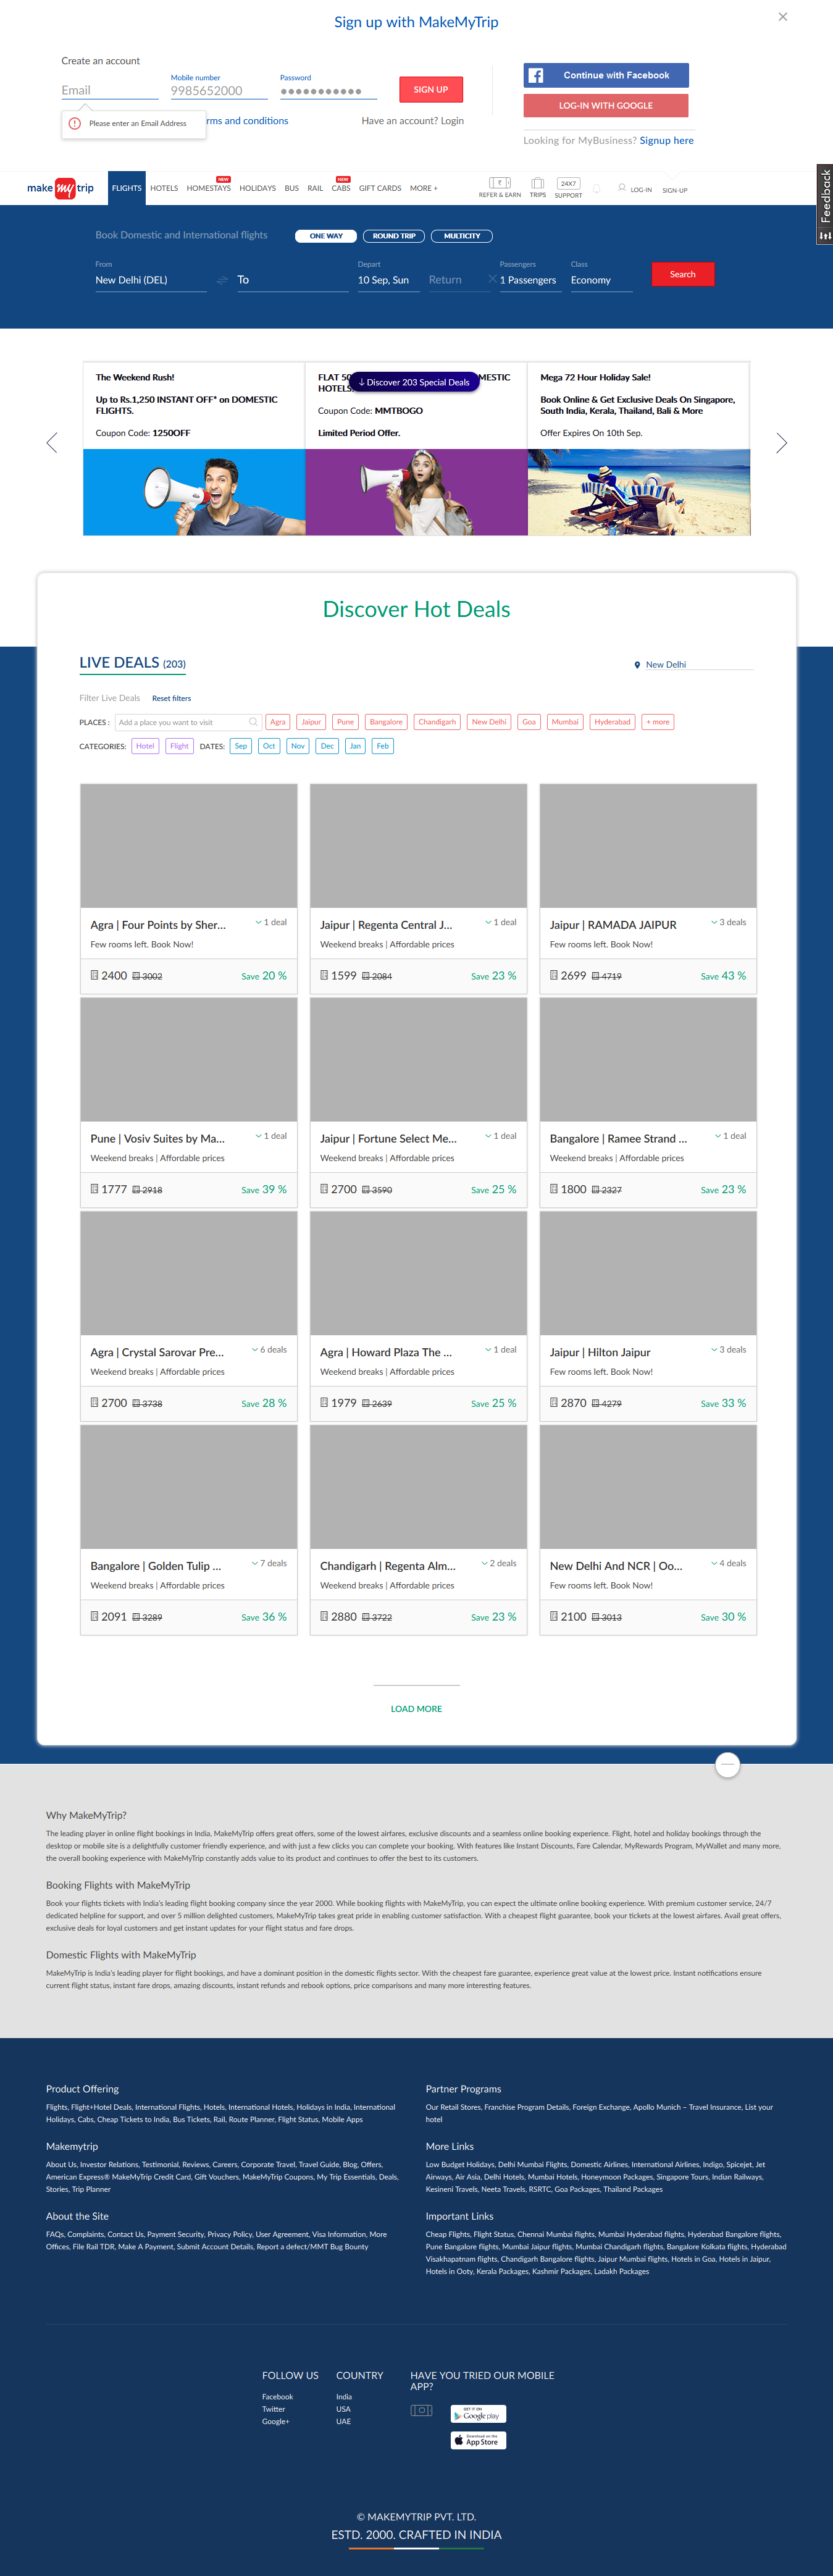 Sign up with MakeMyTrip
Create an account
Email
Mobile number
9985652000
Password
SIGN UP
Please enter an Email Address
rms and conditions
Have an account? Login
Continue with Facebook
LOG-IN WITH GOOGLE
Looking for MyBusiness? Signup here
Feedback
make my trip
FLIGHTS HOTELS HOMESTAYS NEW HOLIDAYS BUS RAIL CABS NEW GIFT CARDS MORE +
REFER & EARN TRIPS 24X7 SUPPORT LOG-IN SIGN-UP
Book Domestic and International flights ONE WAY ROUND TRIP MULTICITY
From Depart Passengers Class
New Delhi (DEL) To 10 Sep, Sun Return 1 Passengers Economy Search
The Weekend Rush!
Up to Rs.1,250 INSTANT OFF* on DOMESTIC
FLIGHTS.
Coupon Code: 1250OFF
FLAT 50 MESTIC
HOTELS
Discover 203 Special Deals
Coupon Code: MMTBOGO
Limited Period Offer.
Mega 72 Hour Holiday Sale!
Book Online & Get Exclusive Deals On Singapore,
South India, Kerala, Thailand, Bali & More
Offer Expires On 10th Sep.
Discover Hot Deals
LIVE DEALS (203)
New Delhi
Filter Live Deals Reset filters
PLACES : Add a place you want to visit Agra Jaipur Pune Bangalore Chandigarh New Delhi Goa Mumbai Hyderabad + more
CATEGORIES: Hotel Flight DATES: Sep Oct Nov Dec Jan Feb
Agra | Four Points by Sher... 1 deal
Few rooms left. Book Now!
2400 3002 Save 20 %
Jaipur | Regenta Central J... 1 deal
Weekend breaks | Affordable prices
1599 2084 Save 23 %
Jaipur | RAMADA JAIPUR 3 deals
Few rooms left. Book Now!
2699 4719 Save 43 %
Pune | Vosiv Suites by Ma... 1 deal
Weekend breaks | Affordable prices
1777 2918 Save 39 %
Jaipur | Fortune Select Me... 1 deal
Weekend breaks | Affordable prices
2700 3590 Save 25 %
Bangalore | Ramee Strand ... 1 deal
Weekend breaks | Affordable prices
1800 2327 Save 23 %
Agra | Crystal Sarovar Pre... 6 deals
Weekend breaks | Affordable prices
2700 3738 Save 28 %
Agra | Howard Plaza The ... 1 deal
Weekend breaks | Affordable prices
1979 2639 Save 25 %
Jaipur | Hilton Jaipur 3 deals
Few rooms left. Book Now!
2870 4279 Save 33 %
Bangalore | Golden Tulip ... 7 deals
Weekend breaks | Affordable prices
2091 3289 Save 36 %
Chandigarh | Regenta Alm... 2 deals
Weekend breaks | Affordable prices
2880 3722 Save 23 %
New Delhi And NCR | Oo... 4 deals
Few rooms left. Book Now!
2100 3013 Save 30 %
LOAD MORE
Why MakeMyTrip?
The leading player in online flight bookings in India, MakeMyTrip offers great offers, some of the lowest airfares, exclusive discounts and a seamless online booking experience. Flight, hotel and holiday bookings through the
desktop or mobile site is a delightfully customer friendly experience, and with just a few clicks you can complete your booking. With features like Instant Discounts, Fare Calendar, MyRewards Program, MyWallet and many more,
the overall booking experience with MakeMyTrip constantly adds value to its product and continues to offer the best to its customers.
Booking Flights with MakeMyTrip
Book your flights tickets with India's leading flight booking company since the year 2000. While booking flights with MakeMyTrip, you can expect the ultimate online booking experience. With premium customer service, 24/7
dedicated helpline for support, and over 5 million delighted customers, MakeMyTrip takes great pride in enabling customer satisfaction. With a cheapest flight guarantee, book your tickets at the lowest airfares. Avail great offers,
exclusive deals for loyal customers and get instant updates for your flight status and fare drops.
Domestic Flights with MakeMyTrip
MakeMyTrip is India's leading player for flight bookings, and have a dominant position in the domestic flights sector. With the cheapest fare guarantee, experience great value at the lowest price. Instant notifications ensure
current flight status, instant fare drops, amazing discounts, instant refunds and rebook options, price comparisons and many more interesting features.
Product Offering
Flights, Flight+Hotel Deals, International Flights, Hotels, International Hotels, Holidays in India, International
Holidays, Cabs, Cheap Tickets to India, Bus Tickets, Rail, Route Planner, Flight Status, Mobile Apps
Makemytrip
About Us, Investor Relations, Testimonial, Reviews, Careers, Corporate Travel, Travel Guide, Blog, Offers,
American Express® MakeMyTrip Credit Card, Gift Vouchers, MakeMyTrip Coupons, My Trip Essentials, Deals,
Stories, Trip Planner
About the Site
FAQs, Complaints, Contact Us, Payment Security, Privacy Policy, User Agreement, Visa Information, More
Offices, File Rail TDR, Make A Payment, Submit Account Details, Report a defect/MMT Bug Bounty
Partner Programs
Our Retail Stores, Franchise Program Details, Foreign Exchange, Apollo Munich – Travel Insurance, List your
hotel
More Links
Low Budget Holidays, Delhi Mumbai Flights, Domestic Airlines, International Airlines, Indigo, Spicejet, Jet
Airways, Air Asia, Delhi Hotels, Mumbai Hotels, Honeymoon Packages, Singapore Tours, Indian Railways,
Kesineni Travels, Neeta Travels, RSRTC, Goa Packages, Thailand Packages
Important Links
Cheap Flights, Flight Status, Chennai Mumbai flights, Mumbai Hyderabad flights, Hyderabad Bangalore flights,
Pune Bangalore flights, Mumbai Jaipur flights, Mumbai Chandigarh flights, Bangalore Kolkata flights, Hyderabad
Visakhapatnam flights, Chandigarh Bangalore flights, Jaipur Mumbai flights, Hotels in Goa, Hotels in Jaipur,
Hotels in Ooty, Kerala Packages, Kashmir Packages, Ladakh Packages
FOLLOW US
Facebook
Twitter
Google+
COUNTRY
India
USA
UAE
HAVE YOU TRIED OUR MOBILE
APP?
GET IT ON
Google play
Download on the
App Store
© MAKEMYTRIP PVT. LTD.
ESTD. 2000. CRAFTED IN INDIA